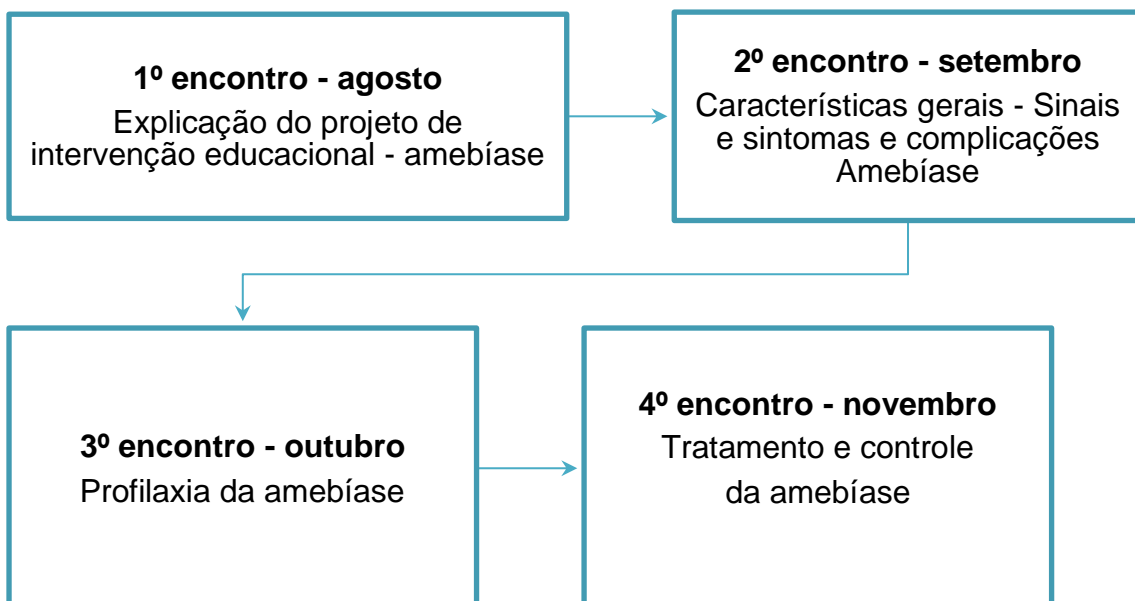 1º encontro - agosto
Explicação do projeto de
intervenção educacional - amebíase
2º encontro - setembro
Características gerais - Sinais
e sintomas e complicações
Amebíase
3º encontro - outubro
Profilaxia da amebíase
4º encontro - novembro
Tratamento e controle
da amebíase